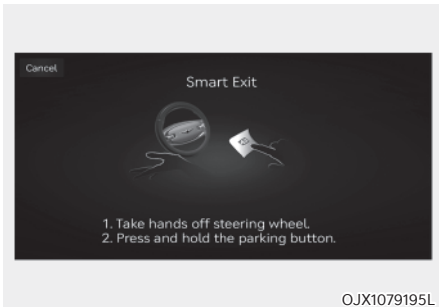 Cancel
Smart Exit
1. Take hands off steering wheel.
2. Press and hold the parking button.
OJX1079195L